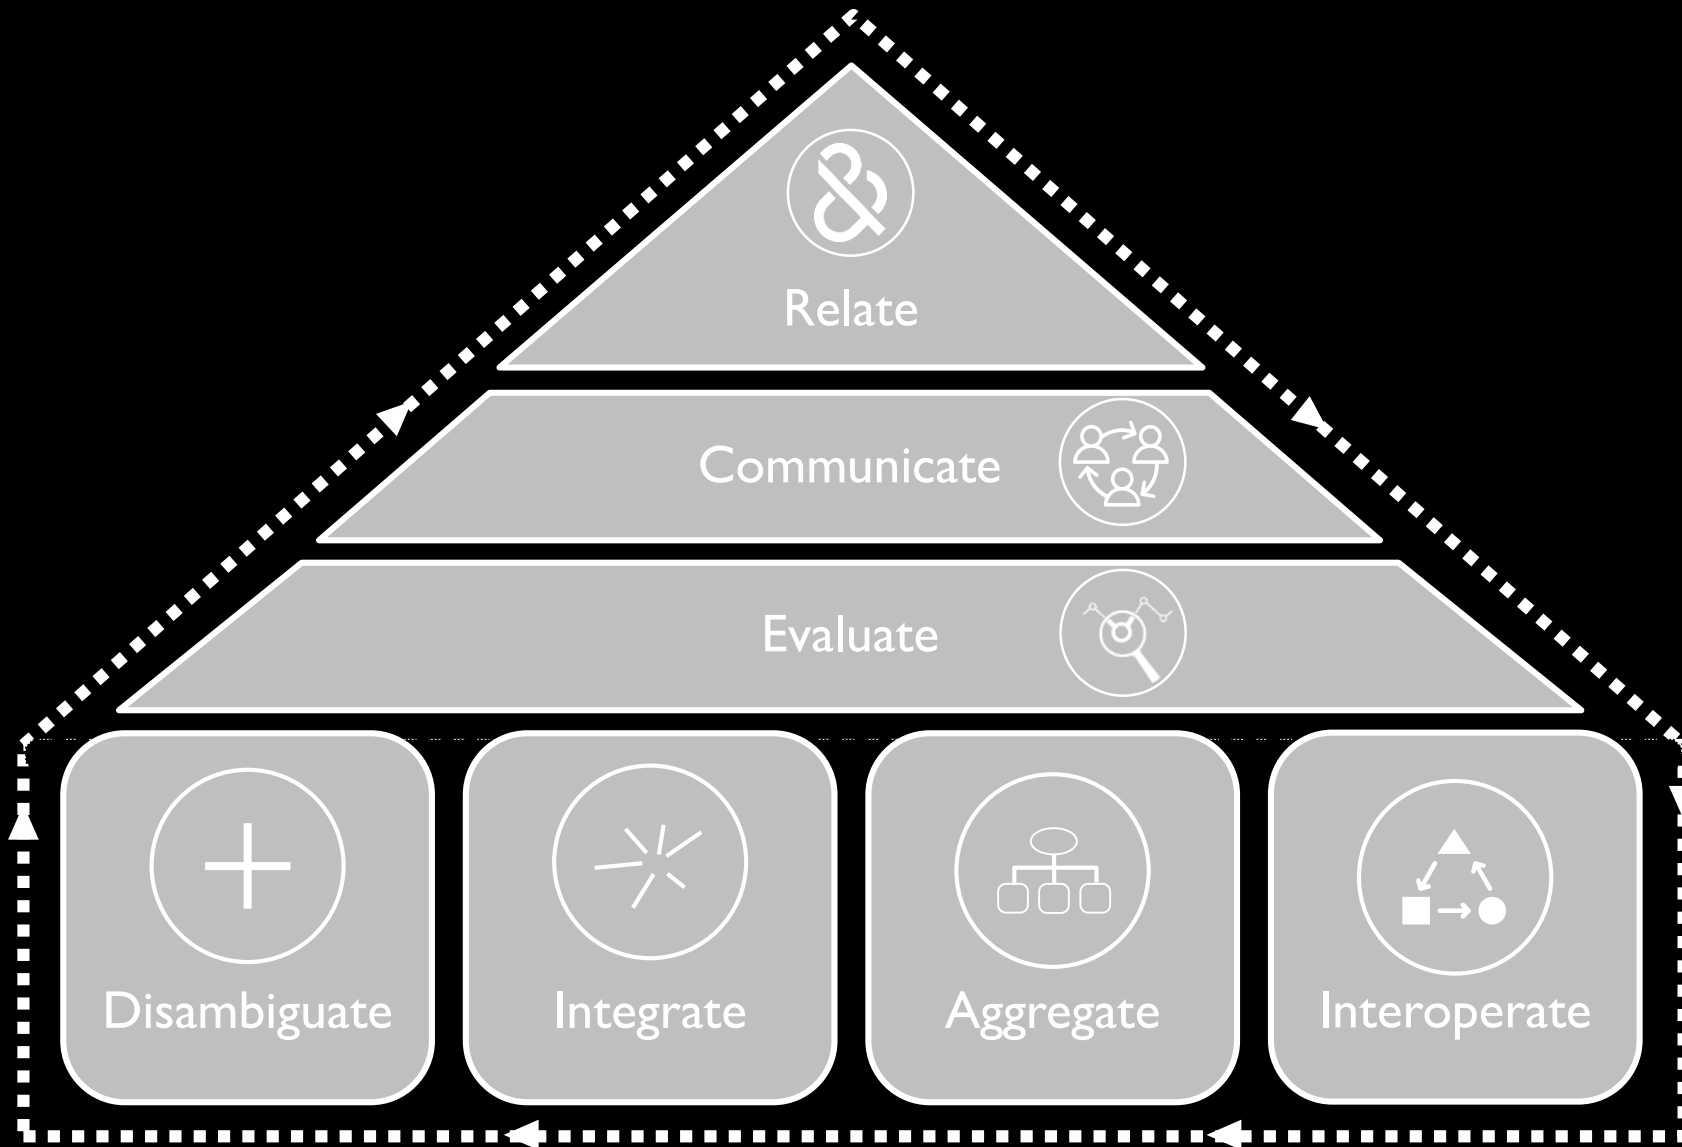 Relate
Communicate
Evaluate
Disambiguate
Integrate
Aggregate
Interoperate